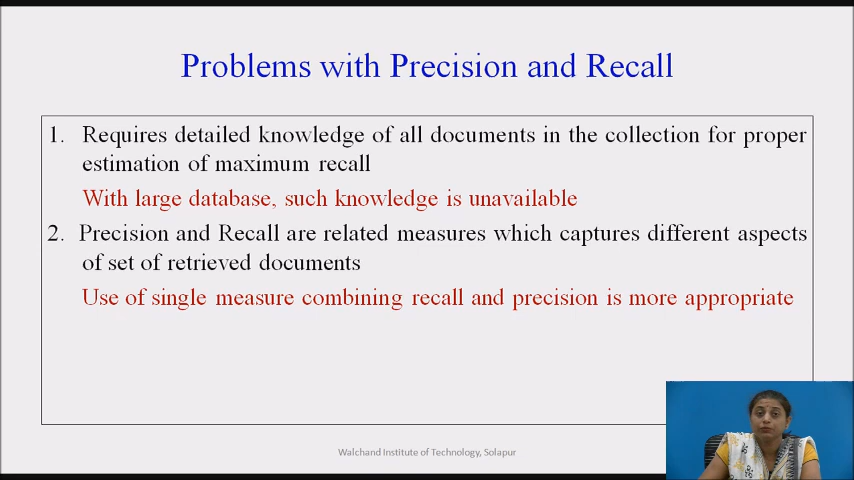 Problems with Precision and Recall
1. Requires detailed knowledge of all documents in the collection for proper
estimation of maximum recall
With large database, such knowledge is unavailable
2. Precision and Recall are related measures which captures different aspects
of set of retrieved documents
Use of single measure combining recall and precision is more appropriate
Walchand Institute of Technology, Solapur